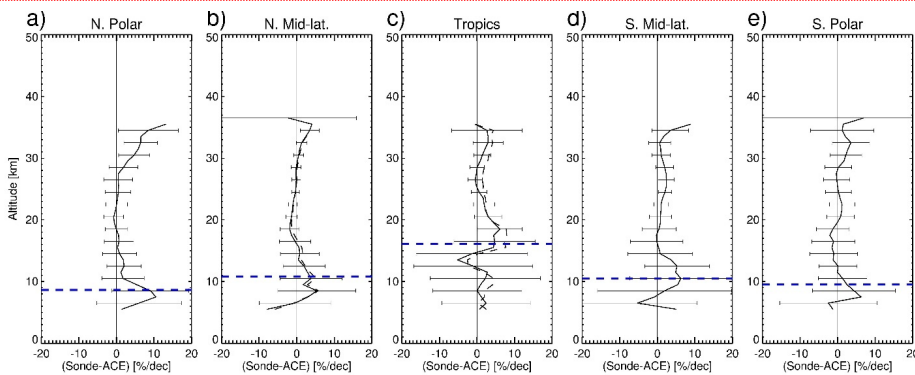 a) N. Polar b) N. Mid-lat. c) Tropics d) S. Mid-lat. e) S. Polar
50 50 50 50 50
40 40 40 40 40
30 30 30 30 30
Altitude [km]
20 20 20 20 20
10 10 10 10 10
0 0 0 0 0
-20 -10 0 10 20 -20 -10 0 10 20 -20 -10 0 10 20 -20 -10 0 10 20 -20 -10 0 10 20
(Sonde-ACE) [%/dec] (Sonde-ACE) [%/dec] (Sonde-ACE) [%/dec] (Sonde-ACE) [%/dec] (Sonde-ACE) [%/dec]